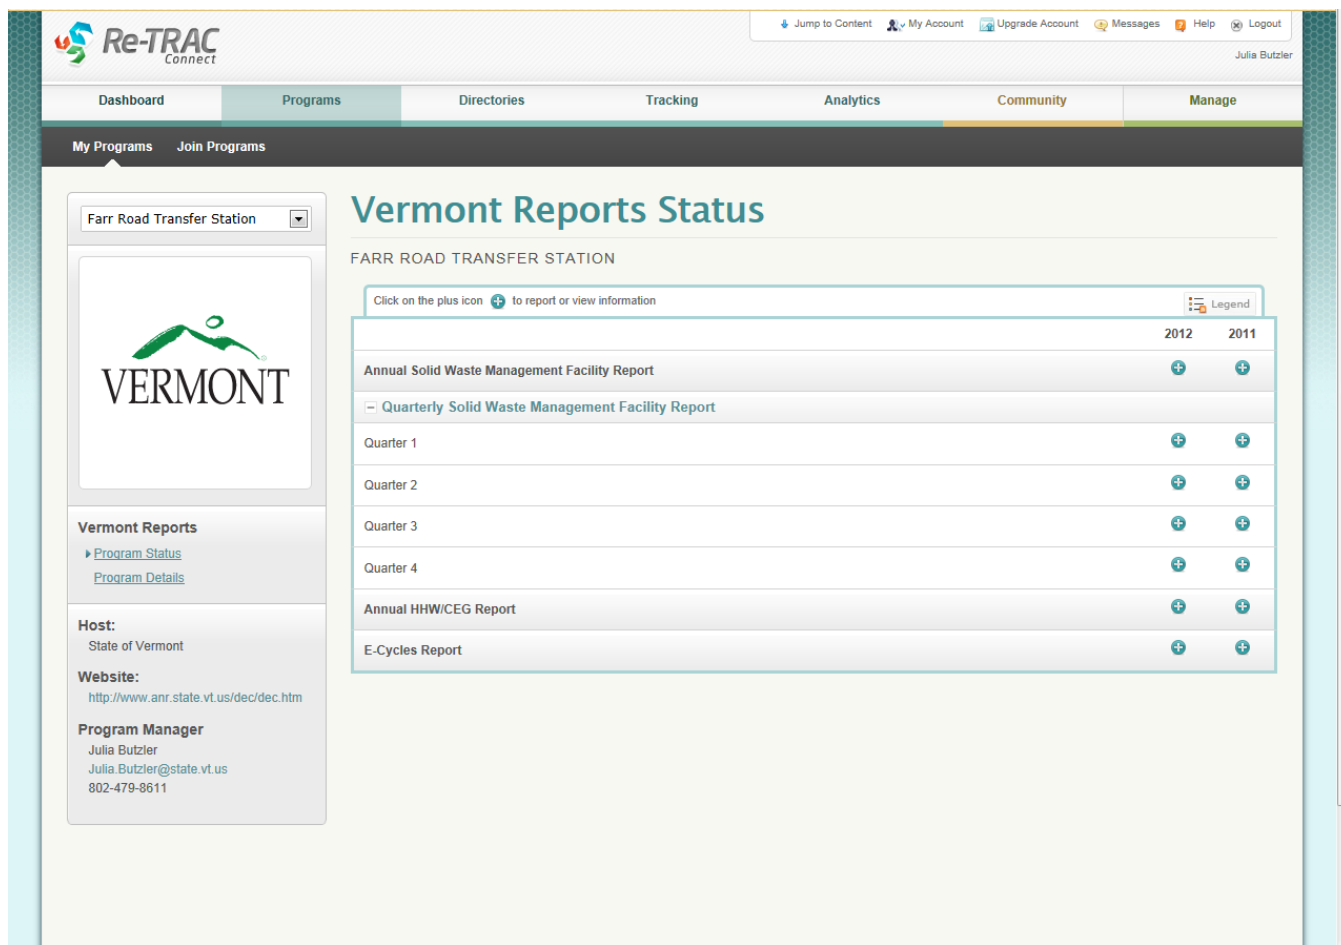 Re-TRAC
Connect
Jump to Content My Account Upgrade Account Messages Help Logout
Julia Butzler
Dashboard Programs Directories Tracking Analytics Community Manage
My Programs Join Programs
Farr Road Transfer Station
VERMONT
Vermont Reports
Program Status
Program Details
Host:
State of Vermont
Website:
http://www.anr.state.vt.us/dec/dec.htm
Program Manager
Julia Butzler
Julia.Butzler@state.vt.us
802-479-8611
Vermont Reports Status
FARR ROAD TRANSFER STATION
Click on the plus icon to report or view information
Legend
2012 2011
Annual Solid Waste Management Facility Report
Quarterly Solid Waste Management Facility Report
Quarter 1
Quarter 2
Quarter 3
Quarter 4
Annual HHW/CEG Report
E-Cycles Report